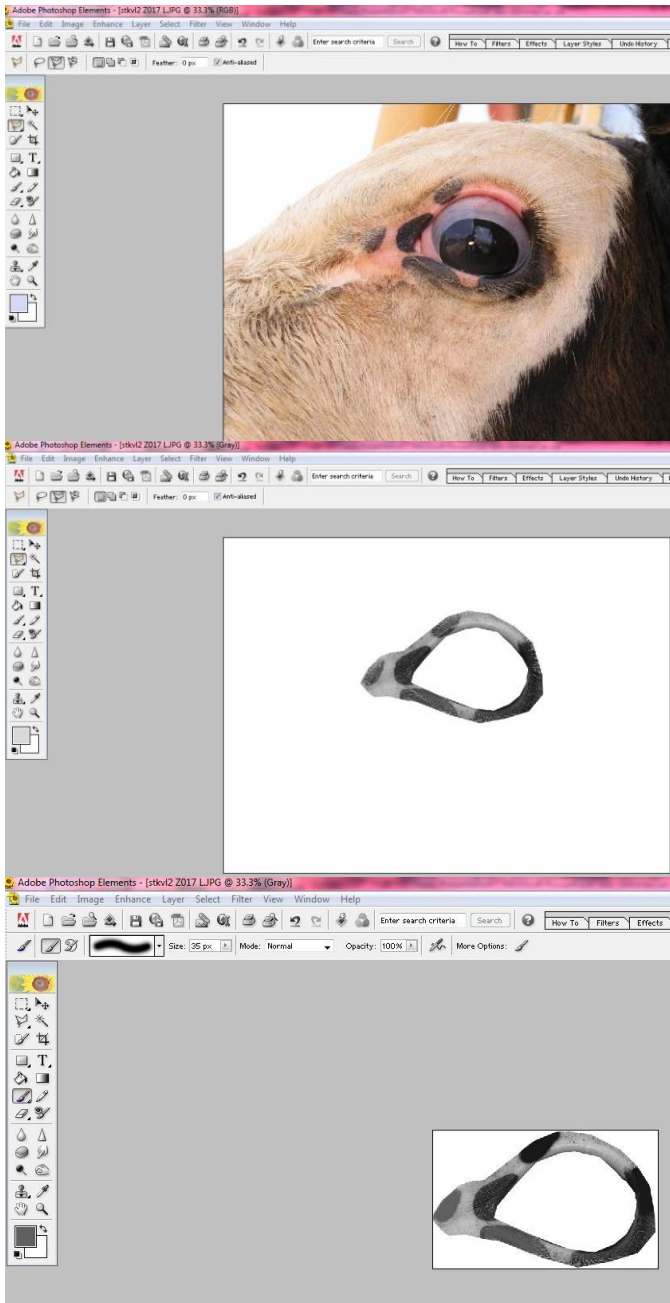 Adobe Photoshop Elements - [stkvl2 Z017 L.JPG @ 33.3% (RGB)]
File Edit Image Enhance Layer Select Filter View Window Help
Enter search criteria Search How To Filters Effects Layer Styles Undo History
Feather: 0 px Anti-aliased
T
Adobe Photoshop Elements - [stkvl2 Z017 L.JPG @ 33.3% (Gray)]
File Edit Image Enhance Layer Select Filter View Window Help
Enter search criteria Search How To Filters Effects Layer Styles Undo History
Feather: 0 px Anti-aliased
T
Adobe Photoshop Elements - [stkvl2 Z017 L.JPG @ 33.3% (Gray)]
File Edit Image Enhance Layer Select Filter View Window Help
Enter search criteria Search How To Filters Effects
Size: 35 px Mode: Normal Opacity: 100% More Options:
T